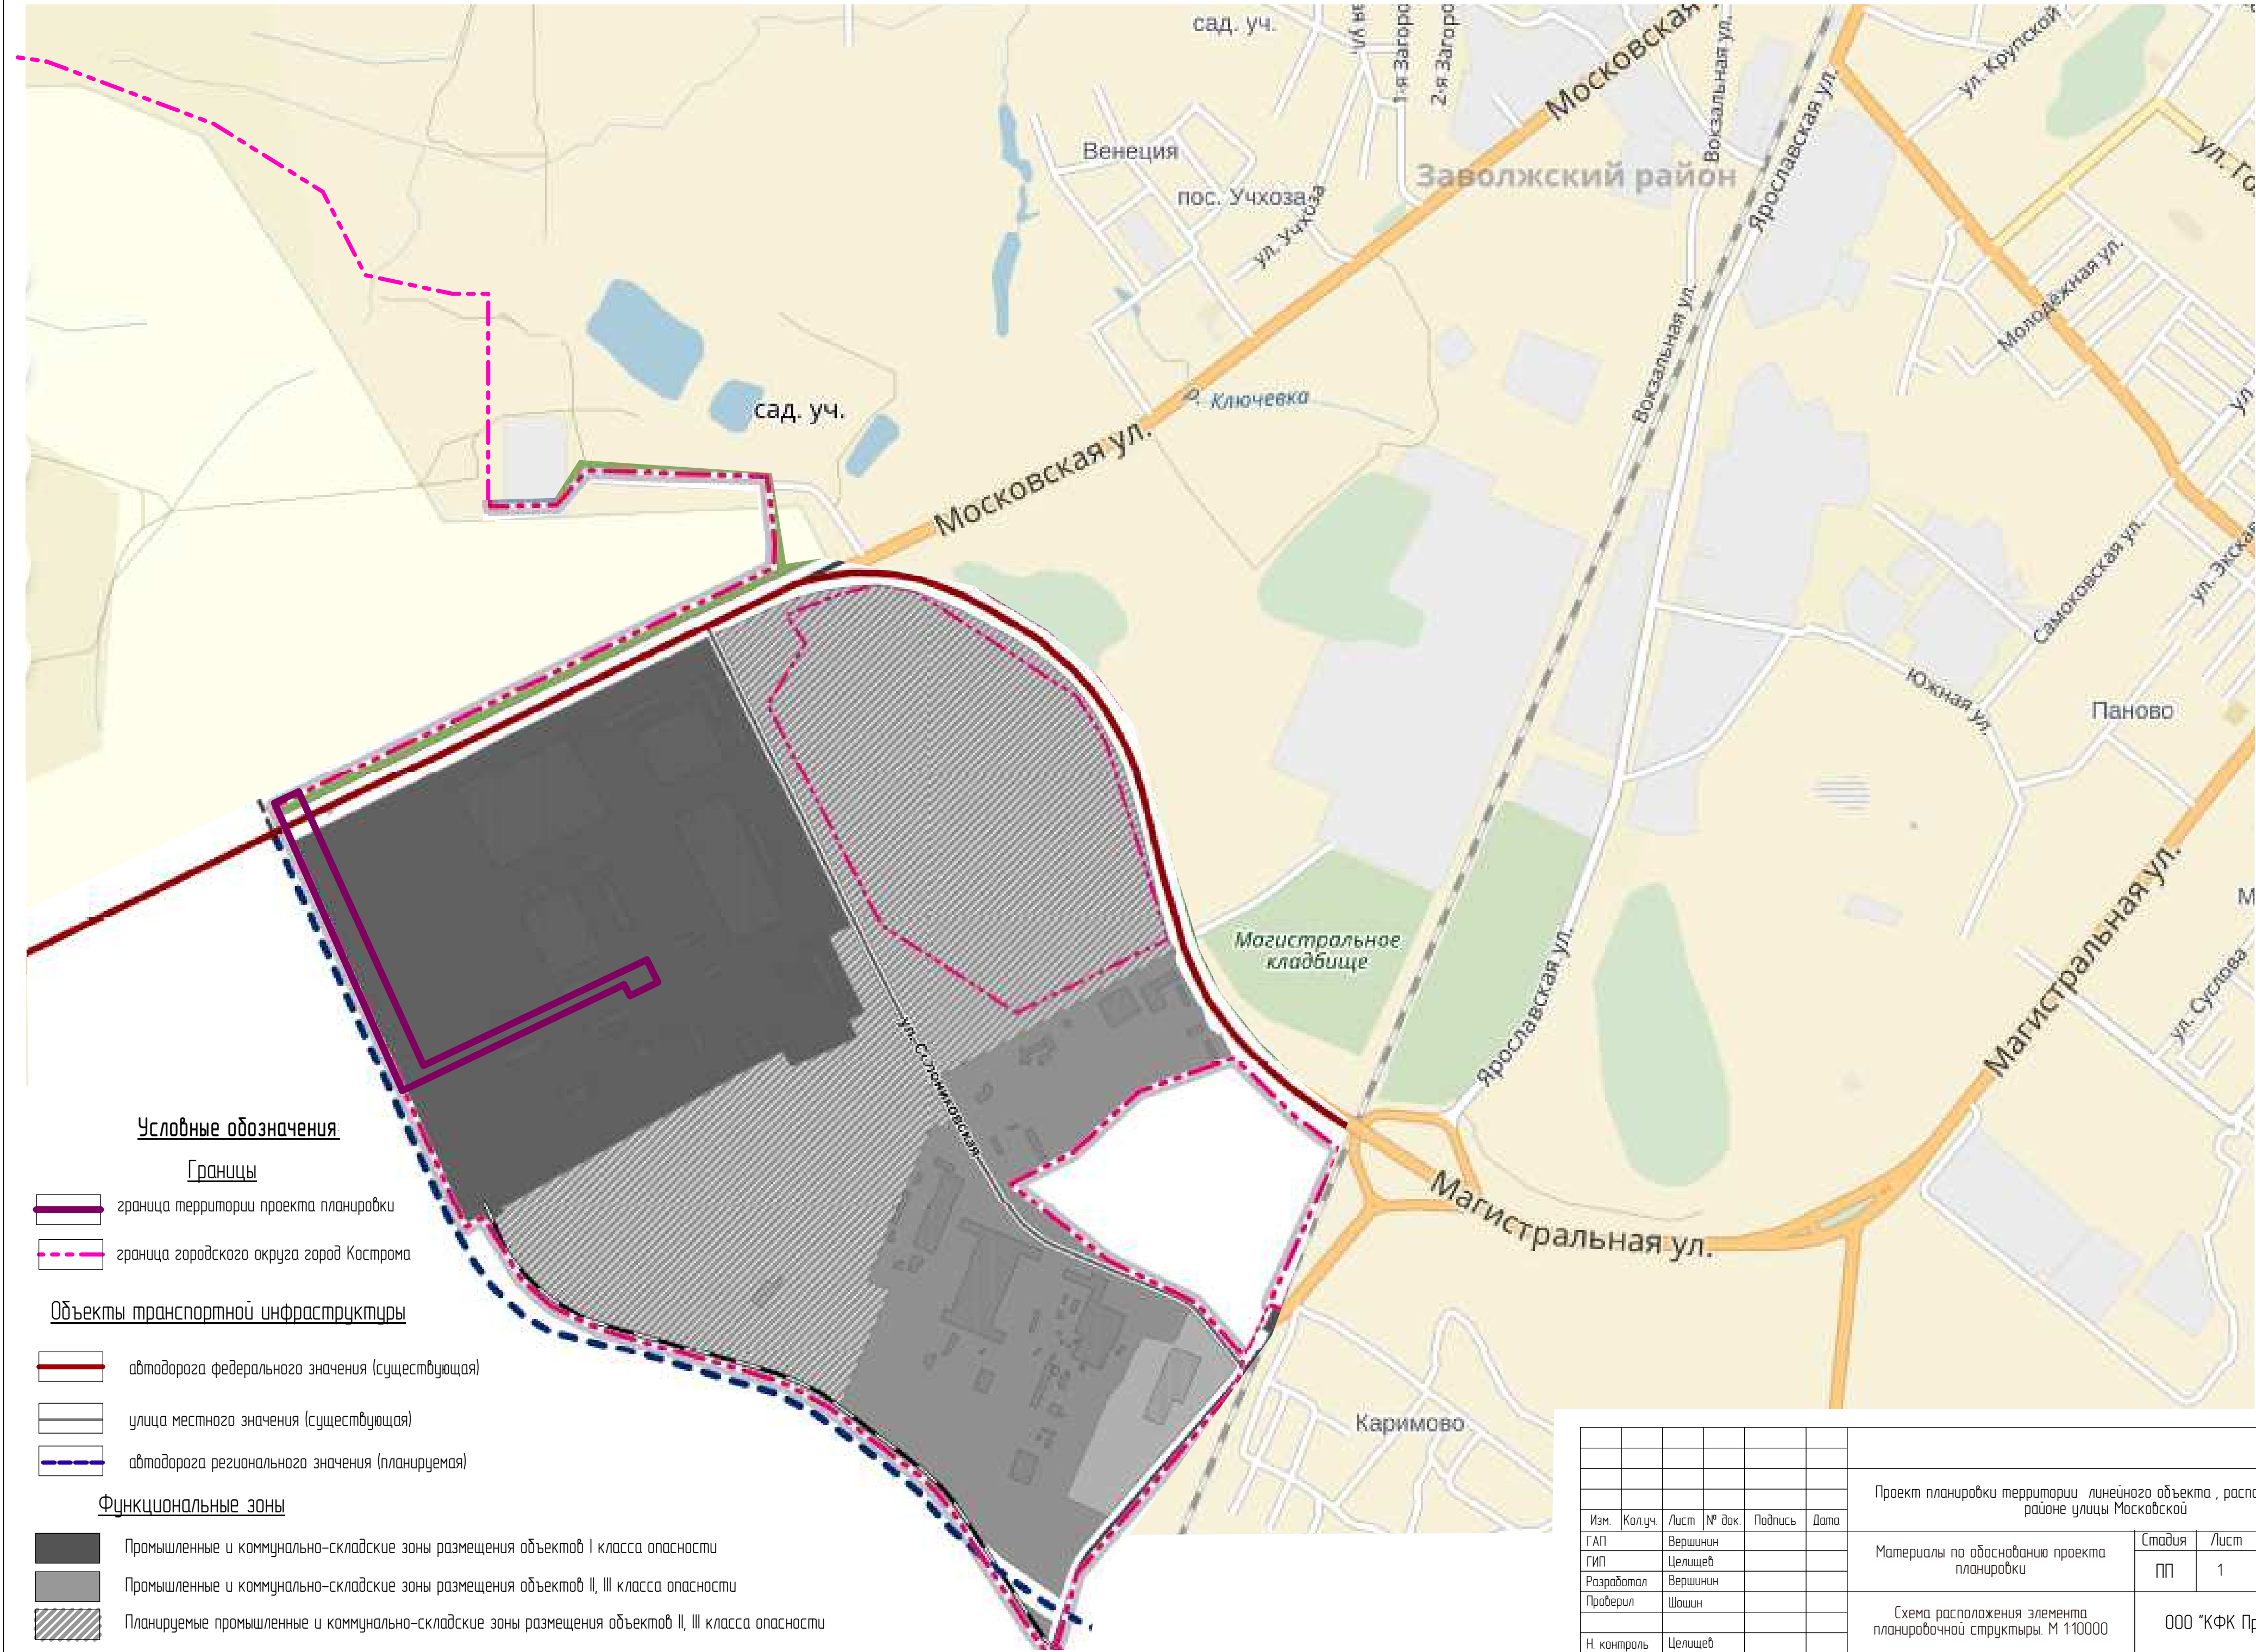 сад. уч.
1-я Загоро
2-я Загоро
Московская
Вокзальная ул.
Ярославская ул.
ул. Крупской
ул. Го
Венеция
пос. Учхоза
ул. Учхоза
Заволжский район
Молодёжная ул.
Вокзальная ул.
р. Ключевка
сад. уч.
Московская ул.
ул.
Самоковская ул.
ул. Экска
Южная ул.
Паново
Магистральная ул.
М
Магистральное
кладбище
Ярославская ул.
ул. Суслова
Магистральная ул.
Каримово
Условные обозначения
Границы
граница территории проекта планировки
граница городского округа город Кострома
Объекты транспортной инфраструктуры
автодорога федерального значения (существующая)
улица местного значения (существующая)
автодорога регионального значения (планируемая)
Функциональные зоны
Промышленные и коммунально-складские зоны размещения объектов I класса опасности
Промышленные и коммунально-складские зоны размещения объектов II, III класса опасности
Планируемые промышленные и коммунально-складские зоны размещения объектов II, III класса опасности
Проект планировки территории линейного объекта , распо
районе улицы Московской
Изм. Кол.уч. Лист № док. Подпись Дата
ГАП Вершинин
ГИП Целищев
Разработал Вершинин
Проверил Шошин
Н. контроль Целищев
Материалы по обоснованию проекта
планировки
Стадия Лист
ПП 1
Схема расположения элемента
планировочной структуры. М 1:10000
ООО "КФК Пр